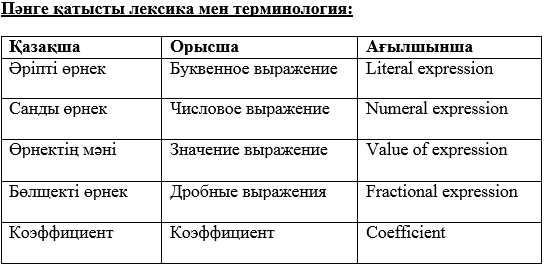 Пәнге қатысты лексика мен терминология:
Қазақша Орысша Ағылшынша
Әріпті өрнек Буквенное выражение Literal expression
Санды өрнек Числовое выражение Numeral expression
Өрнектің мәні Значение выражение Value of expression
Бөлщекті өрнек Дробные выражения Fractional expression
Коэффициент Коэффициент Coefficient